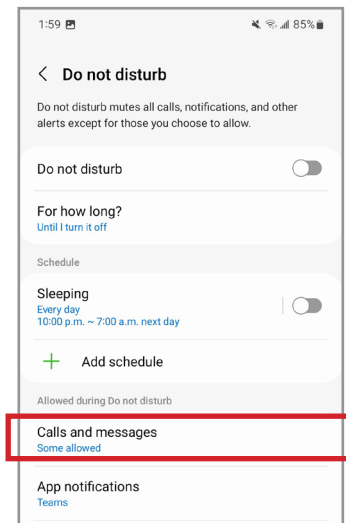 1:59 85%
Do not disturb
Do not disturb mutes all calls, notifications, and other
alerts except for those you choose to allow.
Do not disturb
For how long?
Until I turn it off
Schedule
Sleeping
Every day
10:00 p.m. ~ 7:00 a.m. next day
Add schedule
Allowed during Do not disturb
Calls and messages
Some allowed
App notifications
Teams